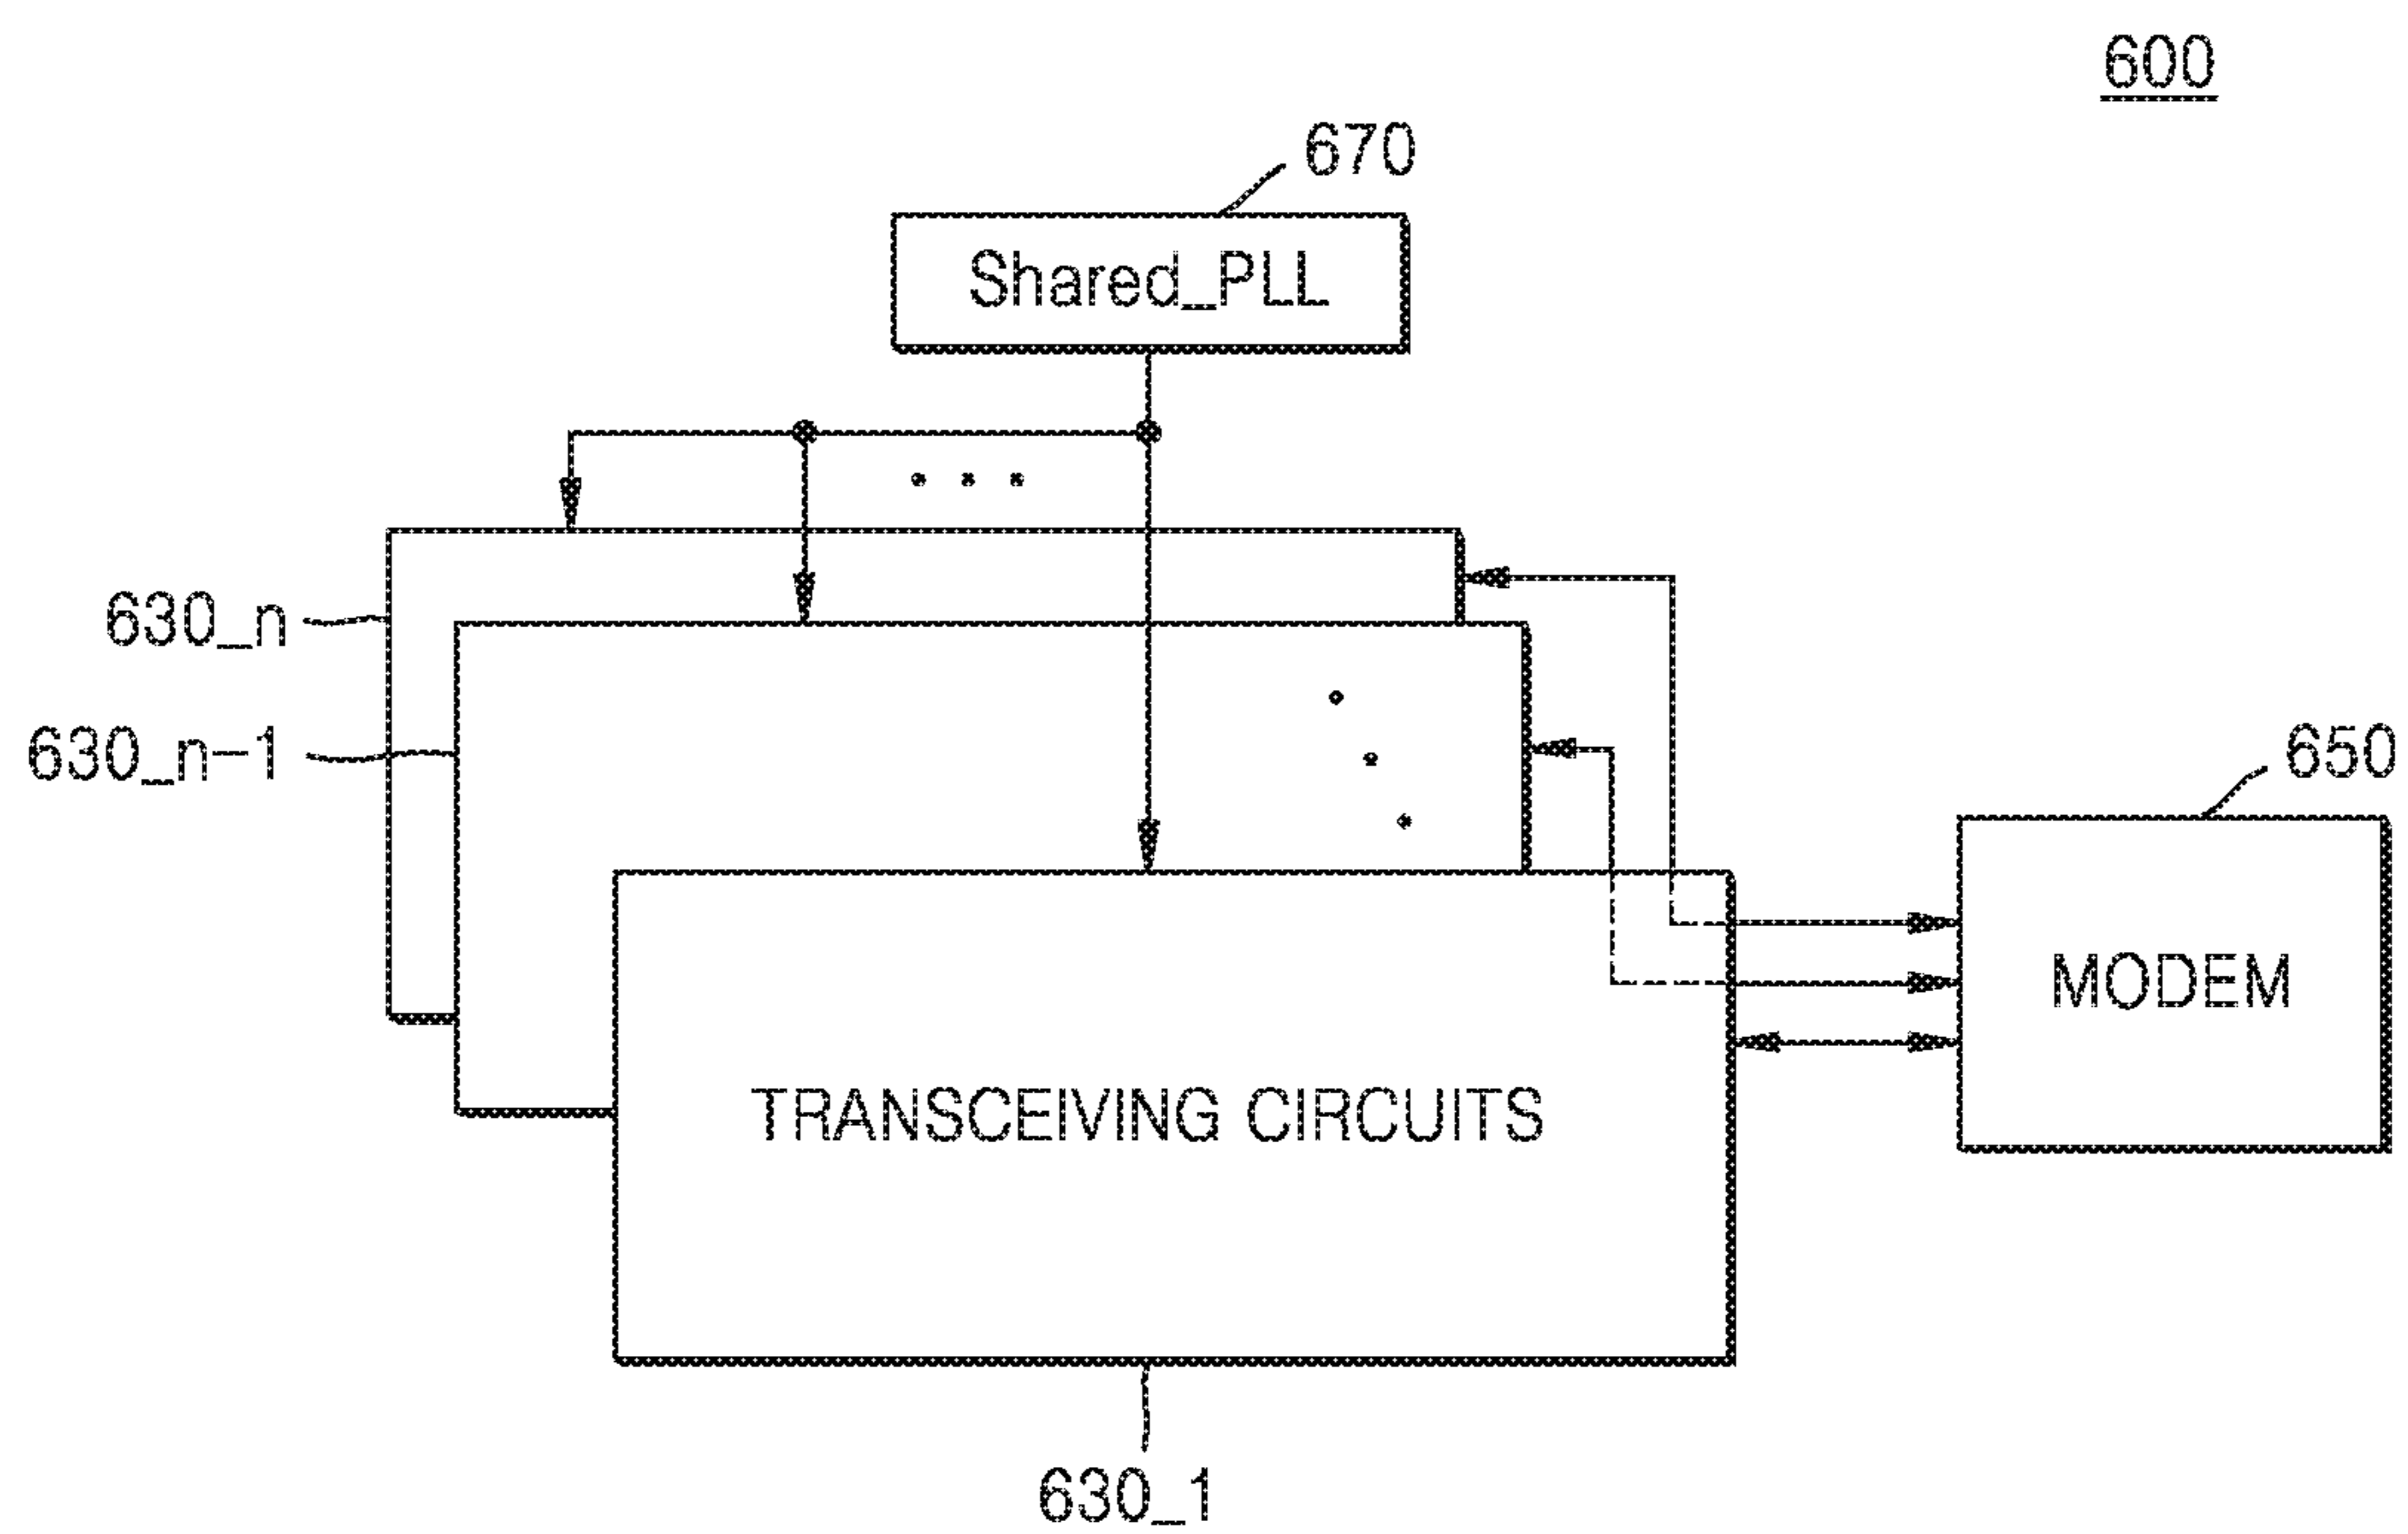 600
670
Shared_PLL
630_n
630_n-1
650
MODEM
TRANSCEIVING CIRCUITS
630_1